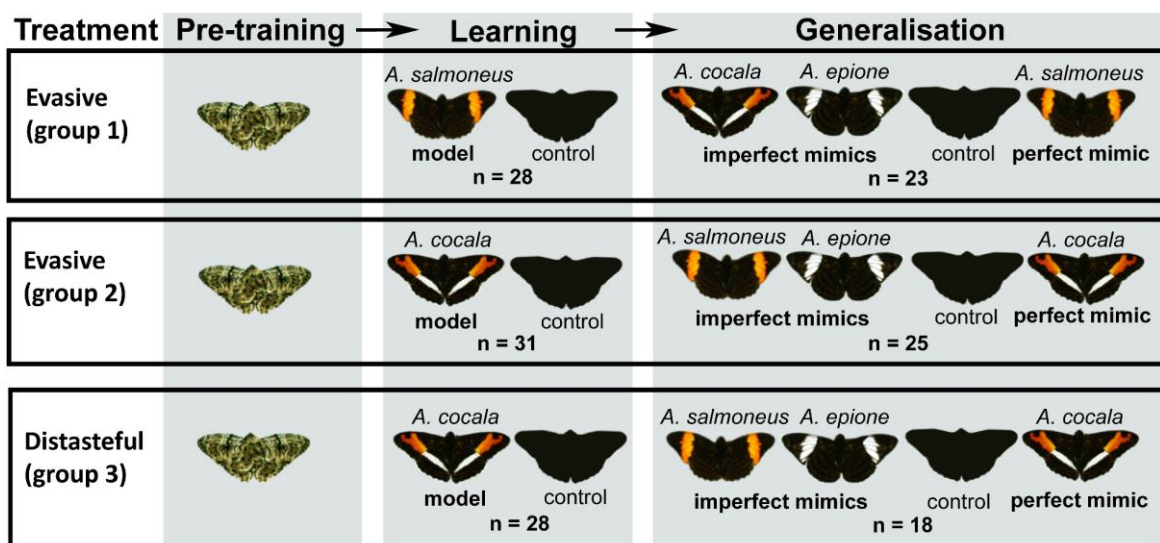 Treatment Pre-training Learning Generalisation
Evasive
(group 1)
A. salmoneus
model control
n = 28
A. cocala A. epione A. salmoneus
imperfect mimics control perfect mimic
n = 23
Evasive
(group 2)
A. cocala
model control
n = 31
A. salmoneus A. epione A. cocala
imperfect mimics control perfect mimic
n = 25
Distasteful
(group 3)
A. cocala
model control
n = 28
A. salmoneus A. epione A. cocala
imperfect mimics control perfect mimic
n = 18